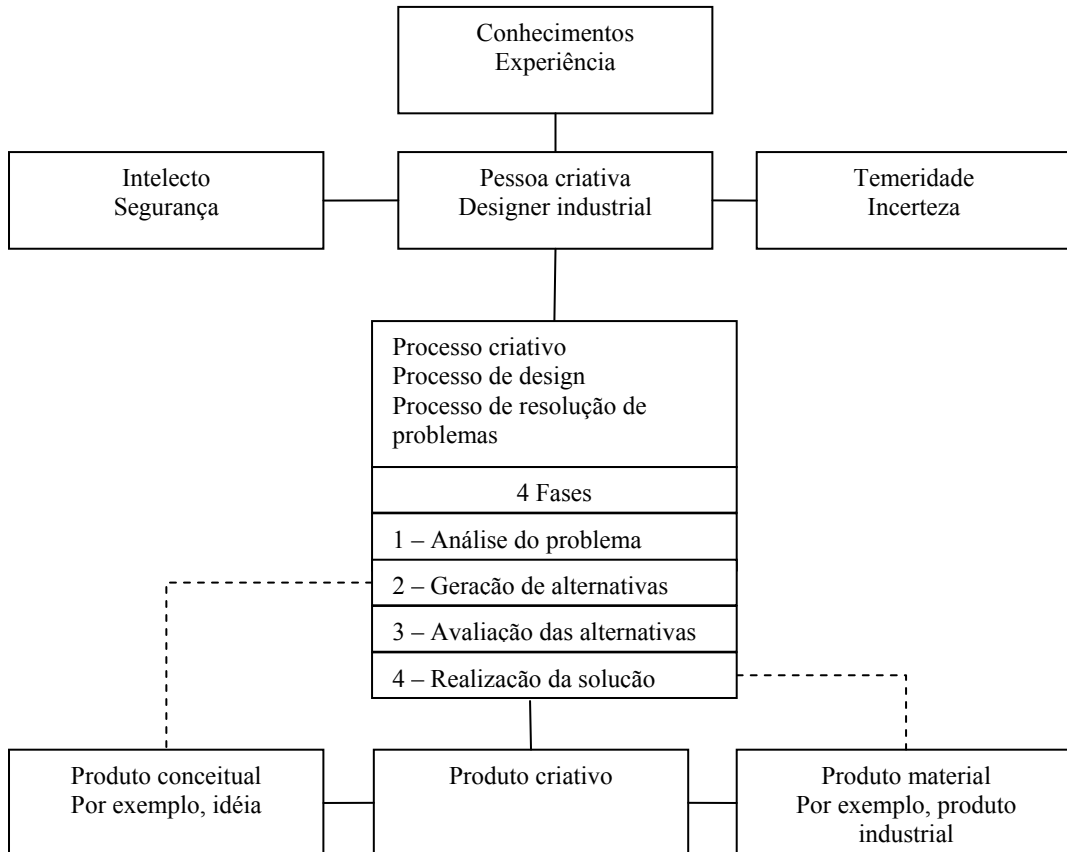 Conhecimentos
Experiência
Intelecto
Segurança
Pessoa criativa
Designer industrial
Temeridade
Incerteza
Processo criativo
Processo de design
Processo de resolução de
problemas
4 Fases
1 – Análise do problema
2 – Geracão de alternativas
3 – Avaliação das alternativas
4 – Realizacão da solucão
Produto conceitual
Por exemplo, idéia
Produto criativo
Produto material
Por exemplo, produto
industrial